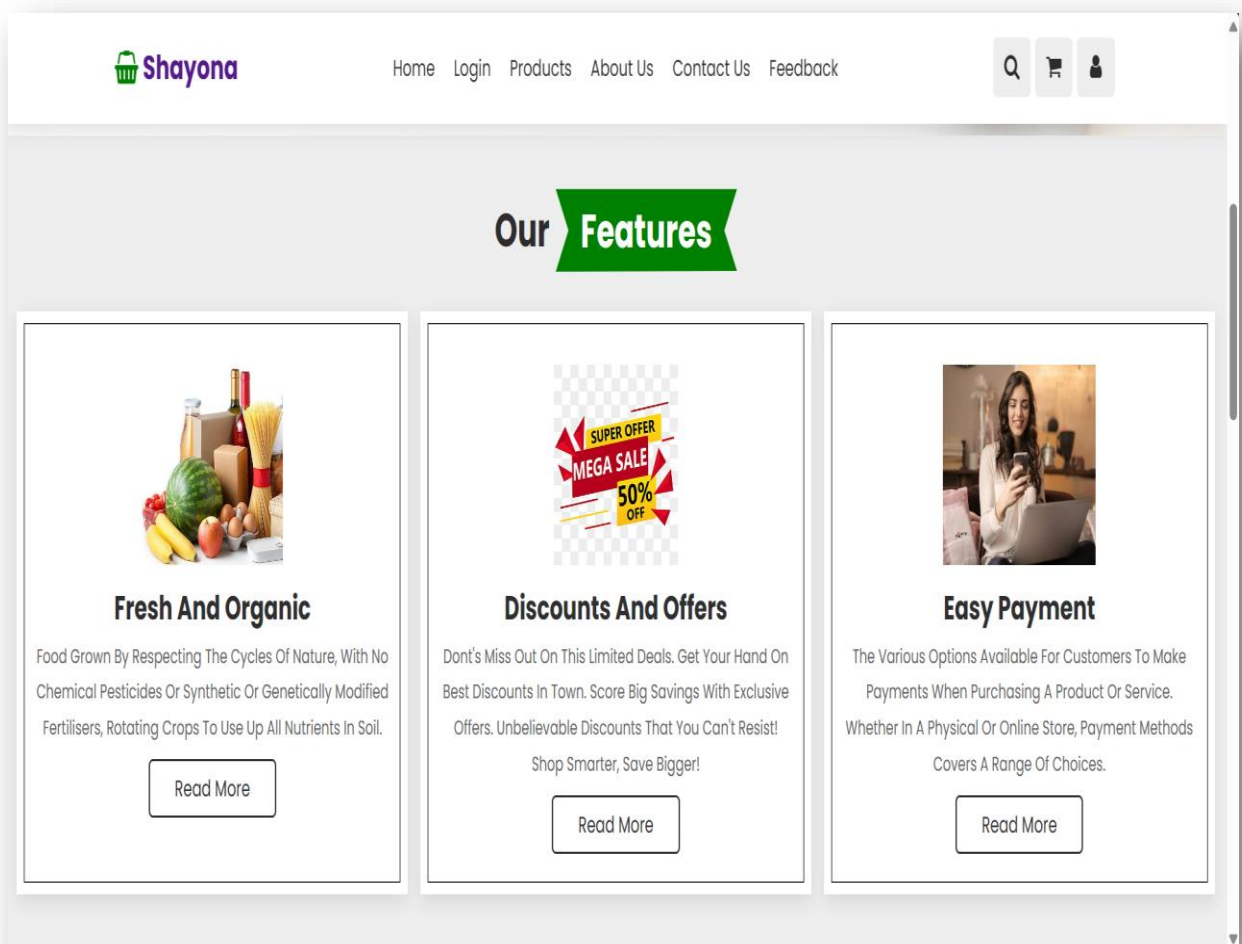 Shayona
Home Login Products About Us Contact Us Feedback
Our Features
SUPER OFFER
MEGA SALE
50%
OFF
Fresh And Organic
Food Grown By Respecting The Cycles Of Nature, With No
Chemical Pesticides Or Synthetic Or Genetically Modified
Fertilisers, Rotating Crops To Use Up All Nutrients In Soil.
Read More
Discounts And Offers
Dont's Miss Out On This Limited Deals. Get Your Hand On
Best Discounts In Town. Score Big Savings With Exclusive
Offers. Unbelievable Discounts That You Can't Resist!
Shop Smarter, Save Bigger!
Read More
Easy Payment
The Various Options Available For Customers To Make
Payments When Purchasing A Product Or Service.
Whether In A Physical Or Online Store, Payment Methods
Covers A Range Of Choices.
Read More